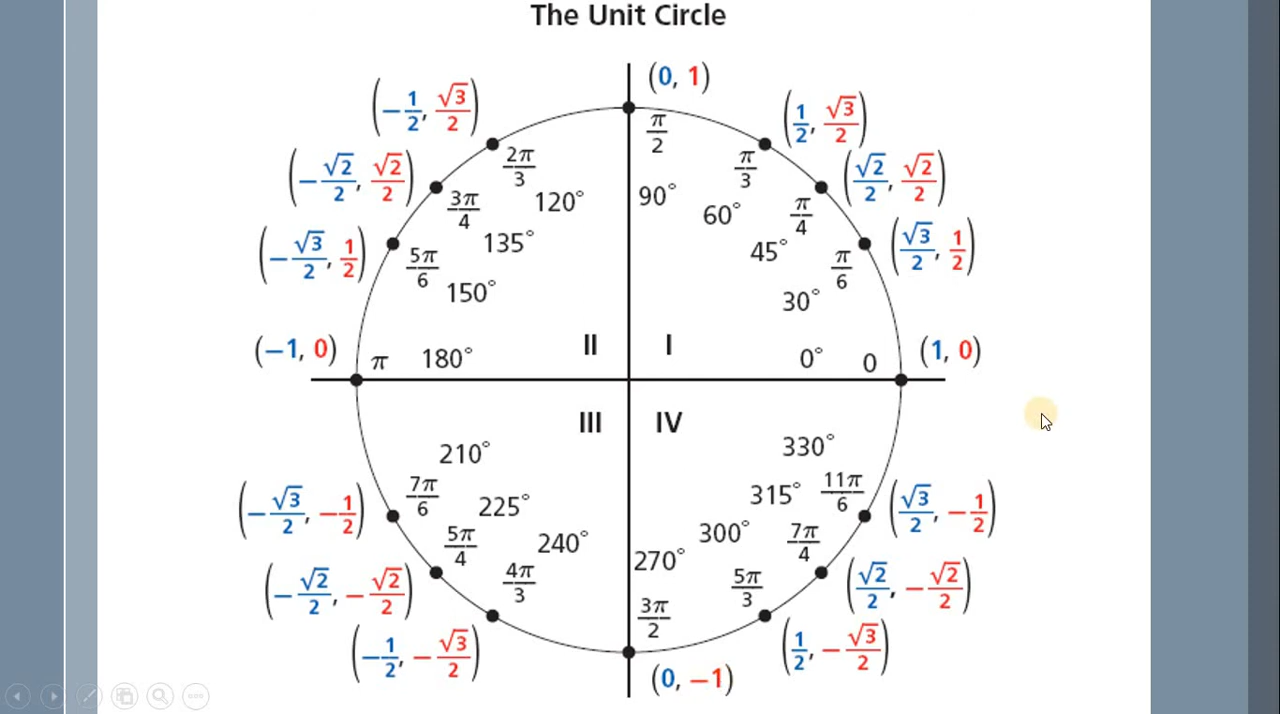 The Unit Circle
(0, 1)
(-1/2, √3/2)
(1/2, √3/2)
π/2
2π/3
π/3
(-√2/2, √2/2)
(√2/2, √2/2)
90°
120°
60°
3π/4
π/4
135°
45°
(-√3/2, 1/2)
(√3/2, 1/2)
5π/6
π/6
150°
30°
II I
(-1, 0) π 180° 0° 0 (1, 0)
III IV
210°
330°
7π/6
11π/6
225°
315°
(-√3/2, -1/2)
(√3/2, -1/2)
5π/4
7π/4
240°
300°
270°
4π/3
5π/3
(-√2/2, -√2/2)
(√2/2, -√2/2)
3π/2
(-1/2, -√3/2)
(1/2, -√3/2)
(0, -1)